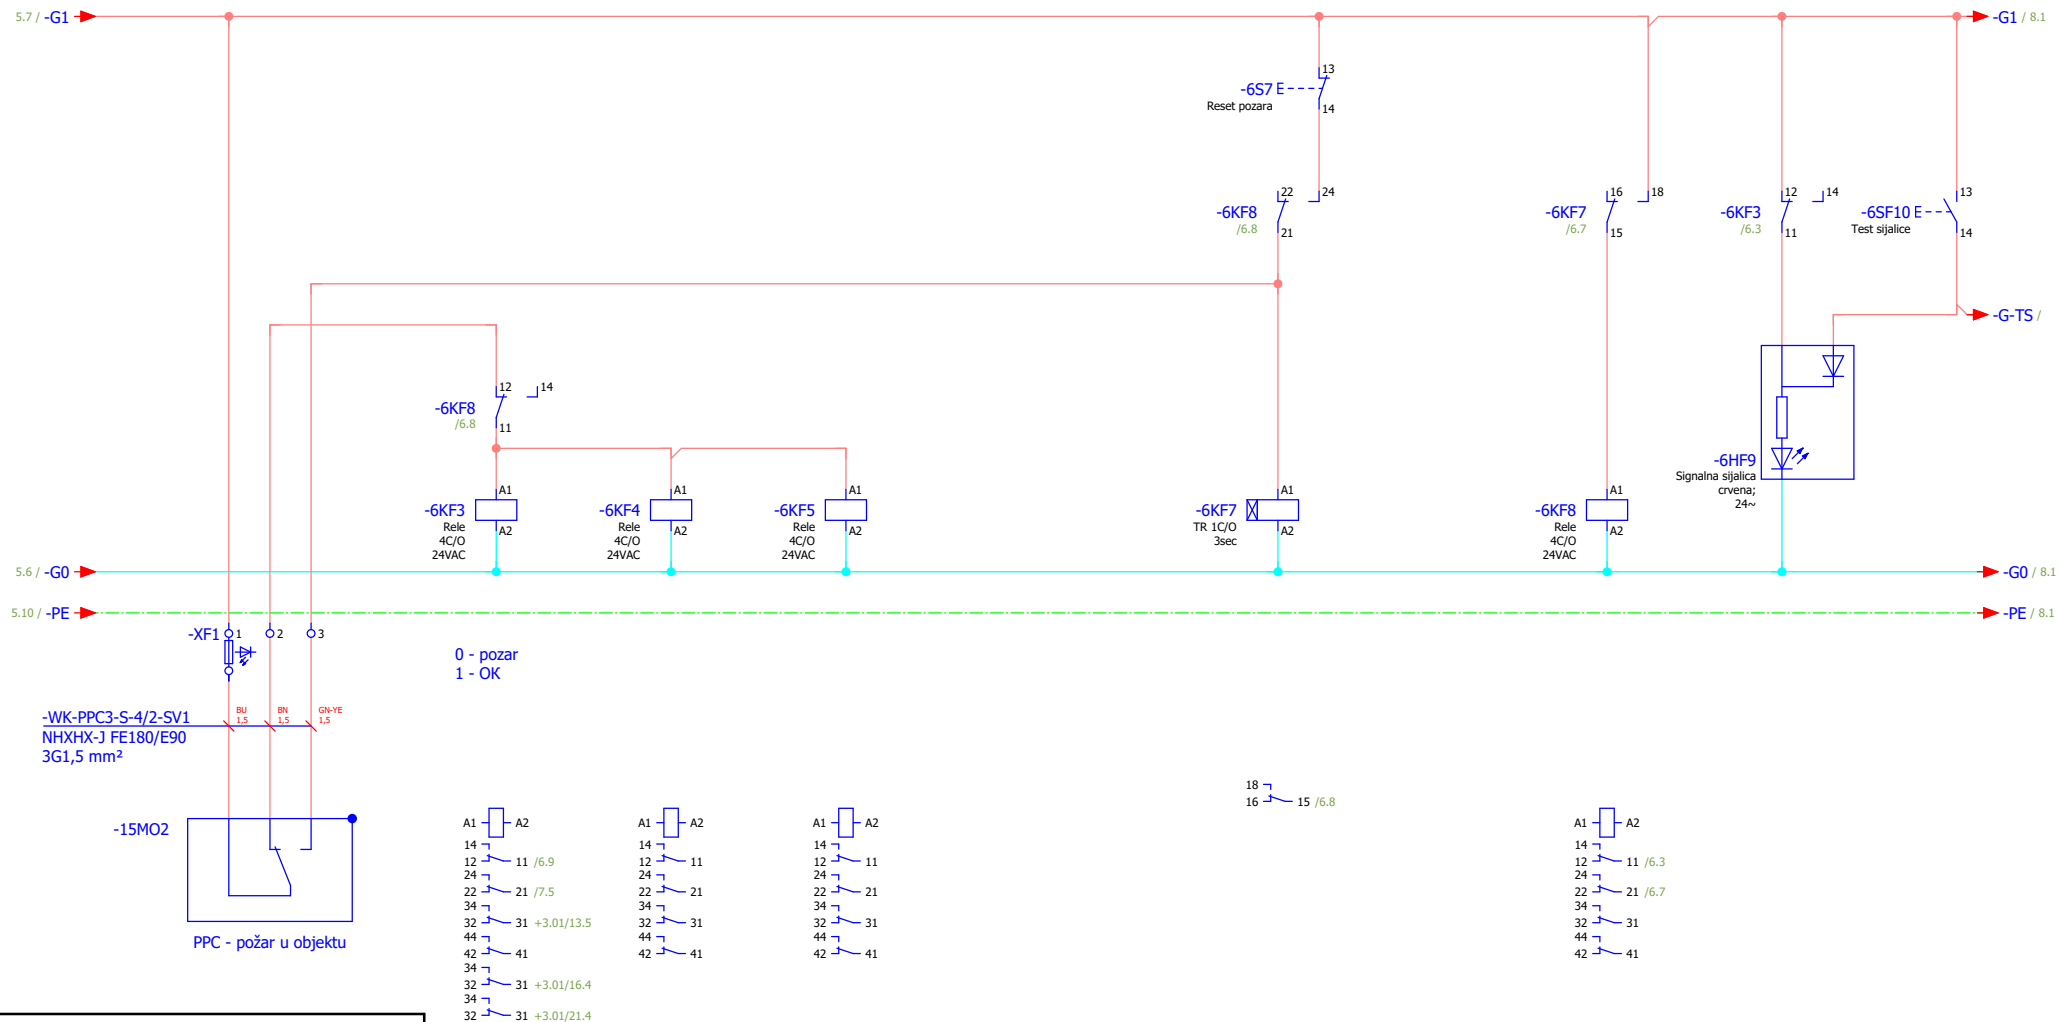 5.7 / -G1
-G1 / 8.1
13
-6S7 E
Reset pozara
14
22
24
-6KF8
/6.8
21
16
18
-6KF7
/6.7
15
12
14
-6KF3
/6.3
11
13
-6SF10 E
Test sijalice
14
-G-TS /
12
14
-6KF8
/6.8
11
A1
-6KF3
Rele
4C/O
24VAC
A2
A1
-6KF4
Rele
4C/O
24VAC
A2
A1
-6KF5
Rele
4C/O
24VAC
A2
A1
-6KF7
TR 1C/O
3sec
A2
A1
-6KF8
Rele
4C/O
24VAC
A2
-6HF9
Signalna sijalica
crvena;
24~
5.6 / -G0
-G0 / 8.1
5.10 / -PE
-PE / 8.1
-XF1
1
2
3
0 - pozar
1 - OK
-WK-PPC3-S-4/2-SV1
NHXHX-J FE180/E90
3G1,5 mm²
BU
1,5
BN
1,5
GN-YE
1,5
-15MO2
PPC - požar u objektu
A1 A2
14
12 11 /6.9
24
22 21 /7.5
34
32 31 +3.01/13.5
44
42 41
34
32 31 +3.01/16.4
34
32 31 +3.01/21.4
A1 A2
14
12 11
24
22 21
34
32 31
44
42 41
A1 A2
14
12 11
24
22 21
34
32 31
44
42 41
18
16 15 /6.8
A1 A2
14
12 11 /6.3
24
22 21 /6.7
34
32 31
44
42 41